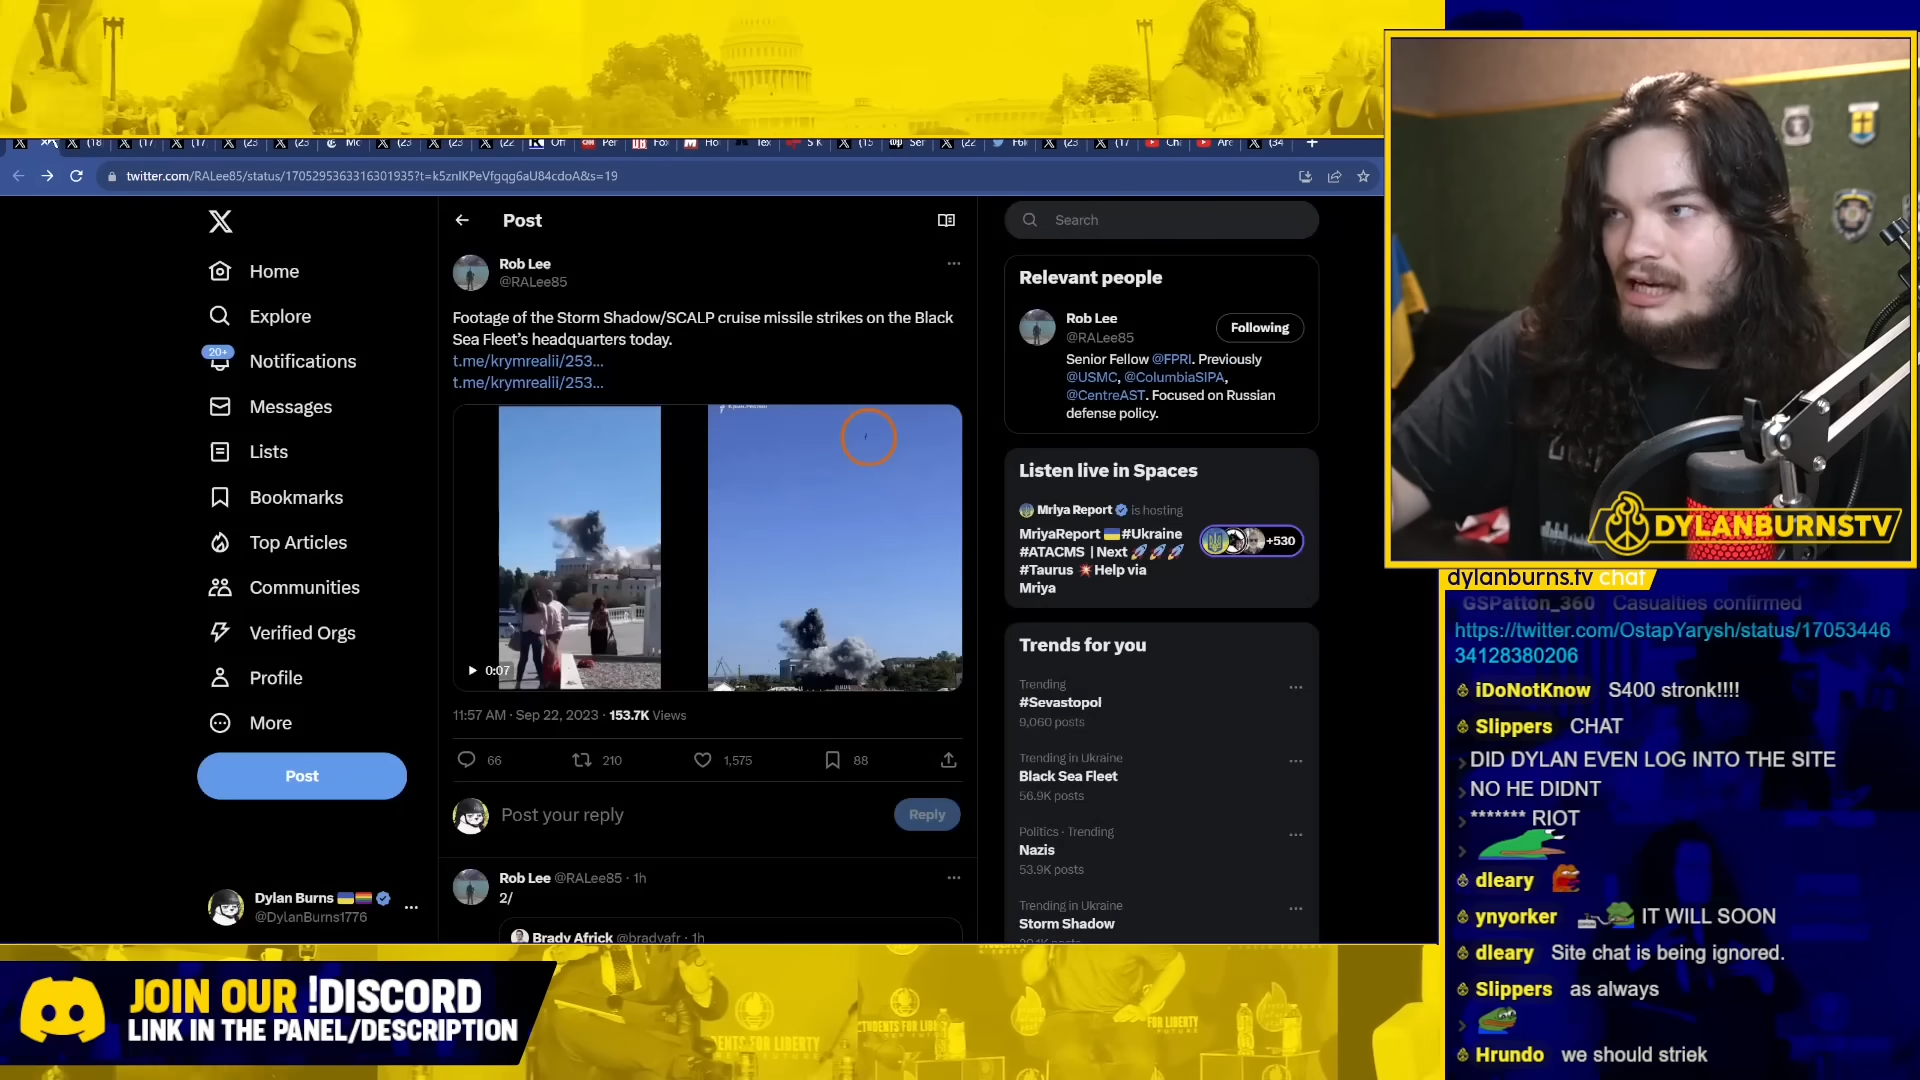 twitter.com/RALee85/status/1705295363316301935?t=k5znIKPeVfgqg6aU84cdoA&s=19
Home
Explore
20+
Notifications
Messages
Lists
Bookmarks
Top Articles
Communities
Verified Orgs
Profile
More
Post
Dylan Burns
@DylanBurns1776
Post
Rob Lee
@RALee85
Footage of the Storm Shadow/SCALP cruise missile strikes on the Black
Sea Fleet's headquarters today.
t.me/krymrealii/253...
t.me/krymrealii/253...
0:07
11:57 AM · Sep 22, 2023 · 153.7K Views
66
210
1,575
88
Post your reply
Reply
Rob Lee @RALee85 · 1h
2/
Brady Africk @bradyafr · 1h
Search
Relevant people
Rob Lee
@RALee85
Following
Senior Fellow @FPRI. Previously
@USMC, @ColumbiaSIPA,
@CentreAST. Focused on Russian
defense policy.
Listen live in Spaces
Mriya Report is hosting
MriyaReport #Ukraine
#ATACMS | Next
#Taurus Help via
Mriya
+530
Trends for you
Trending
#Sevastopol
9,060 posts
Trending in Ukraine
Black Sea Fleet
56.9K posts
Politics · Trending
Nazis
53.9K posts
Trending in Ukraine
Storm Shadow
DYLANBURNSTV
dylanburns.tv chat
GSPatton_360 Casualties confirmed
https://twitter.com/OstapYarysh/status/17053446
34128380206
iDoNotKnow S400 stronk!!!!
Slippers CHAT
DID DYLAN EVEN LOG INTO THE SITE
NO HE DIDNT
******* RIOT
dleary
ynyorker IT WILL SOON
dleary Site chat is being ignored.
Slippers as always
Hrundo we should striek
JOIN OUR !DISCORD
LINK IN THE PANEL/DESCRIPTION